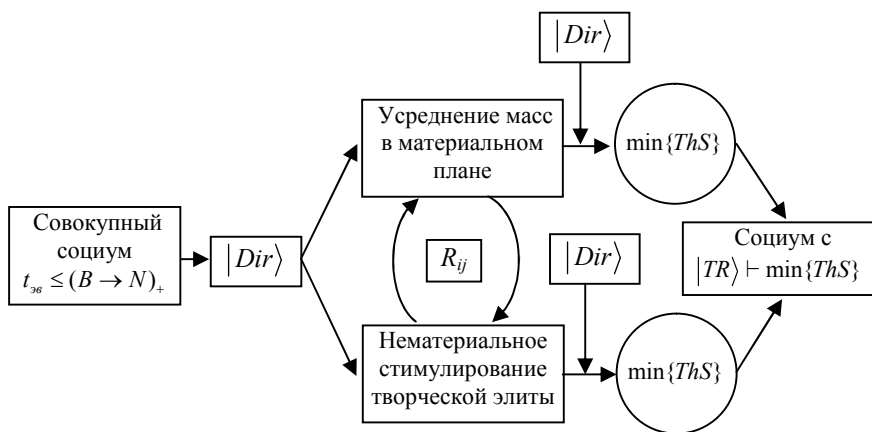 |Dir⟩
Усреднение масс
в материальном
плане
min{ThS}
Совокупный
социум
t_эв ≤ (B → N)₊
|Dir⟩
R_ij
|Dir⟩
Социум с
|TR⟩ ⊢ min{ThS}
Нематериальное
стимулирование
творческой элиты
min{ThS}